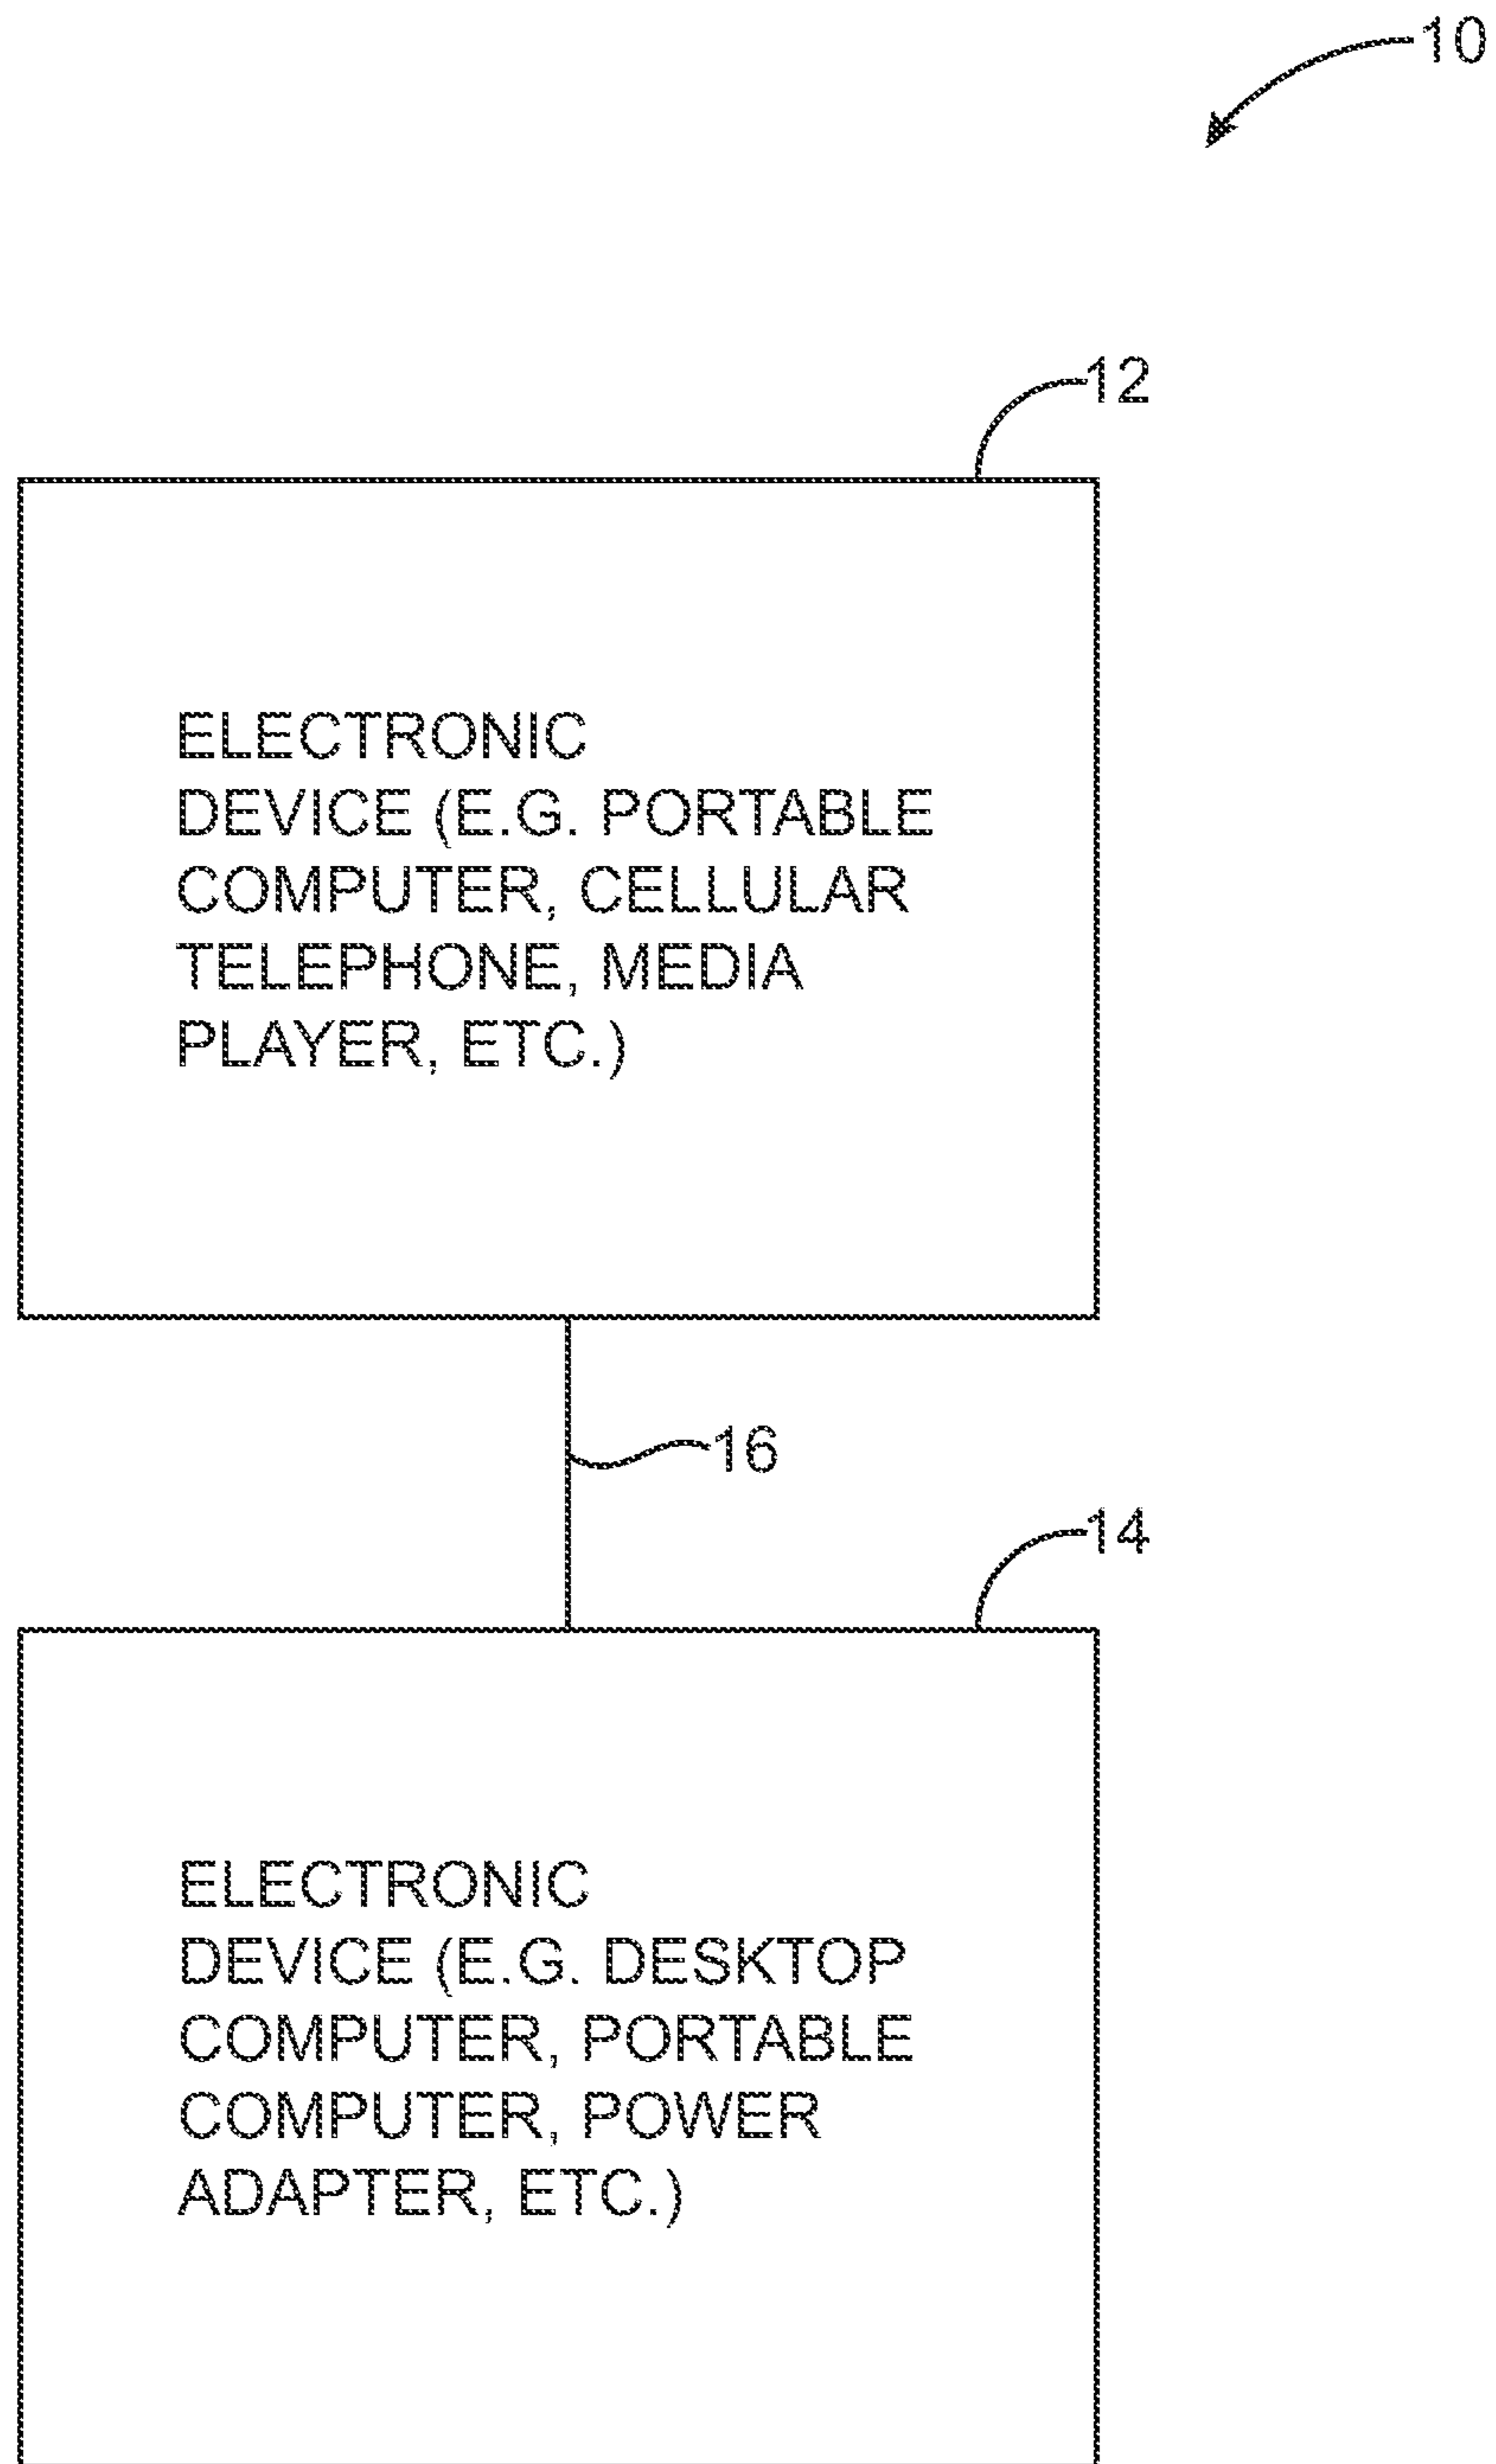 10
12
ELECTRONIC
DEVICE (E.G. PORTABLE
COMPUTER, CELLULAR
TELEPHONE, MEDIA
PLAYER, ETC.)
16
14
ELECTRONIC
DEVICE (E.G. DESKTOP
COMPUTER, PORTABLE
COMPUTER, POWER
ADAPTER, ETC.)